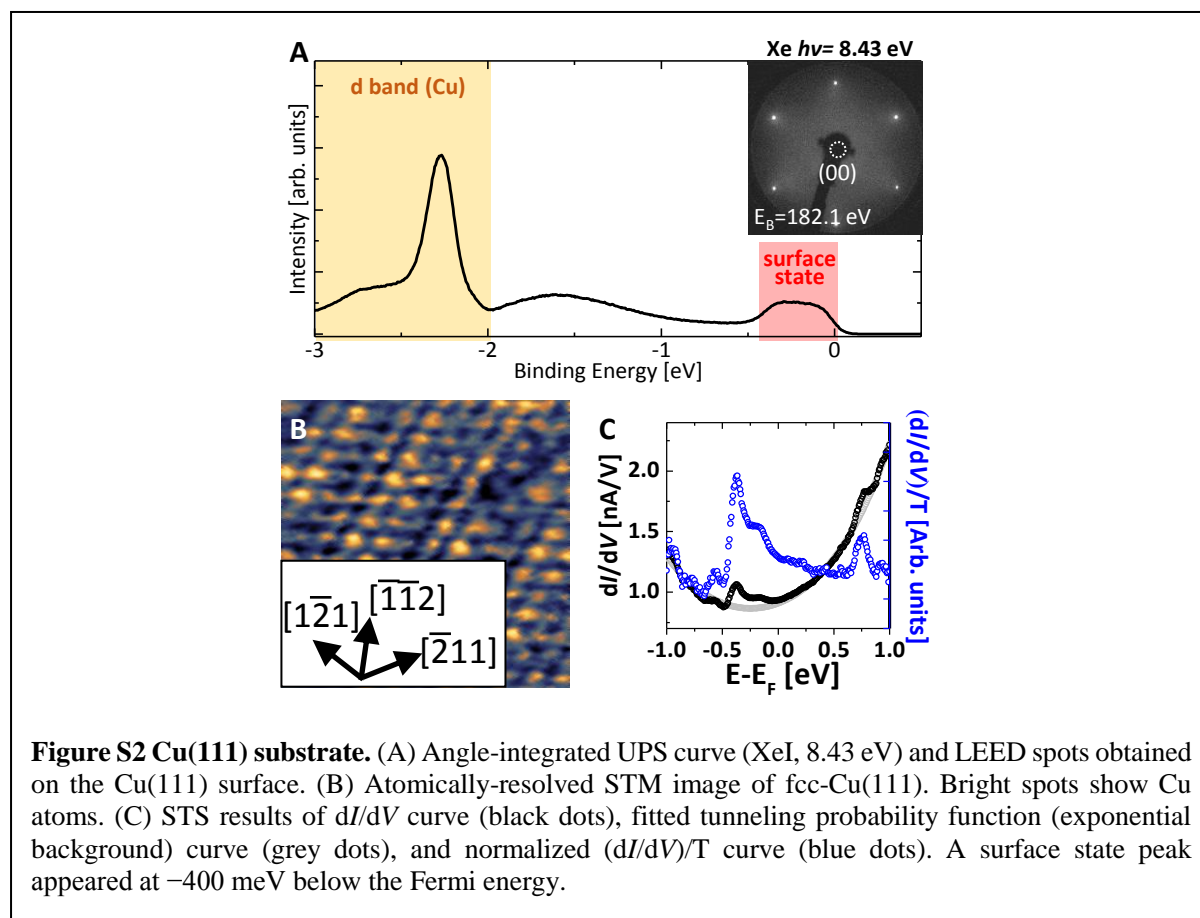 A
Xe hν= 8.43 eV
d band (Cu)
(00)
E_B=182.1 eV
surface
state
Intensity [arb. units]
-3
-2
-1
0
Binding Energy [eV]
B
[12̅1]
[1̅1̅2]
[2̅11]
C
dI/dV [nA/V]
2.0
1.5
1.0
(dI/dV)/T [Arb. units]
-1.0
-0.5
0.0
0.5
1.0
E-E_F [eV]
Figure S2 Cu(111) substrate. (A) Angle-integrated UPS curve (XeI, 8.43 eV) and LEED spots obtained
on the Cu(111) surface. (B) Atomically-resolved STM image of fcc-Cu(111). Bright spots show Cu
atoms. (C) STS results of dI/dV curve (black dots), fitted tunneling probability function (exponential
background) curve (grey dots), and normalized (dI/dV)/T curve (blue dots). A surface state peak
appeared at −400 meV below the Fermi energy.